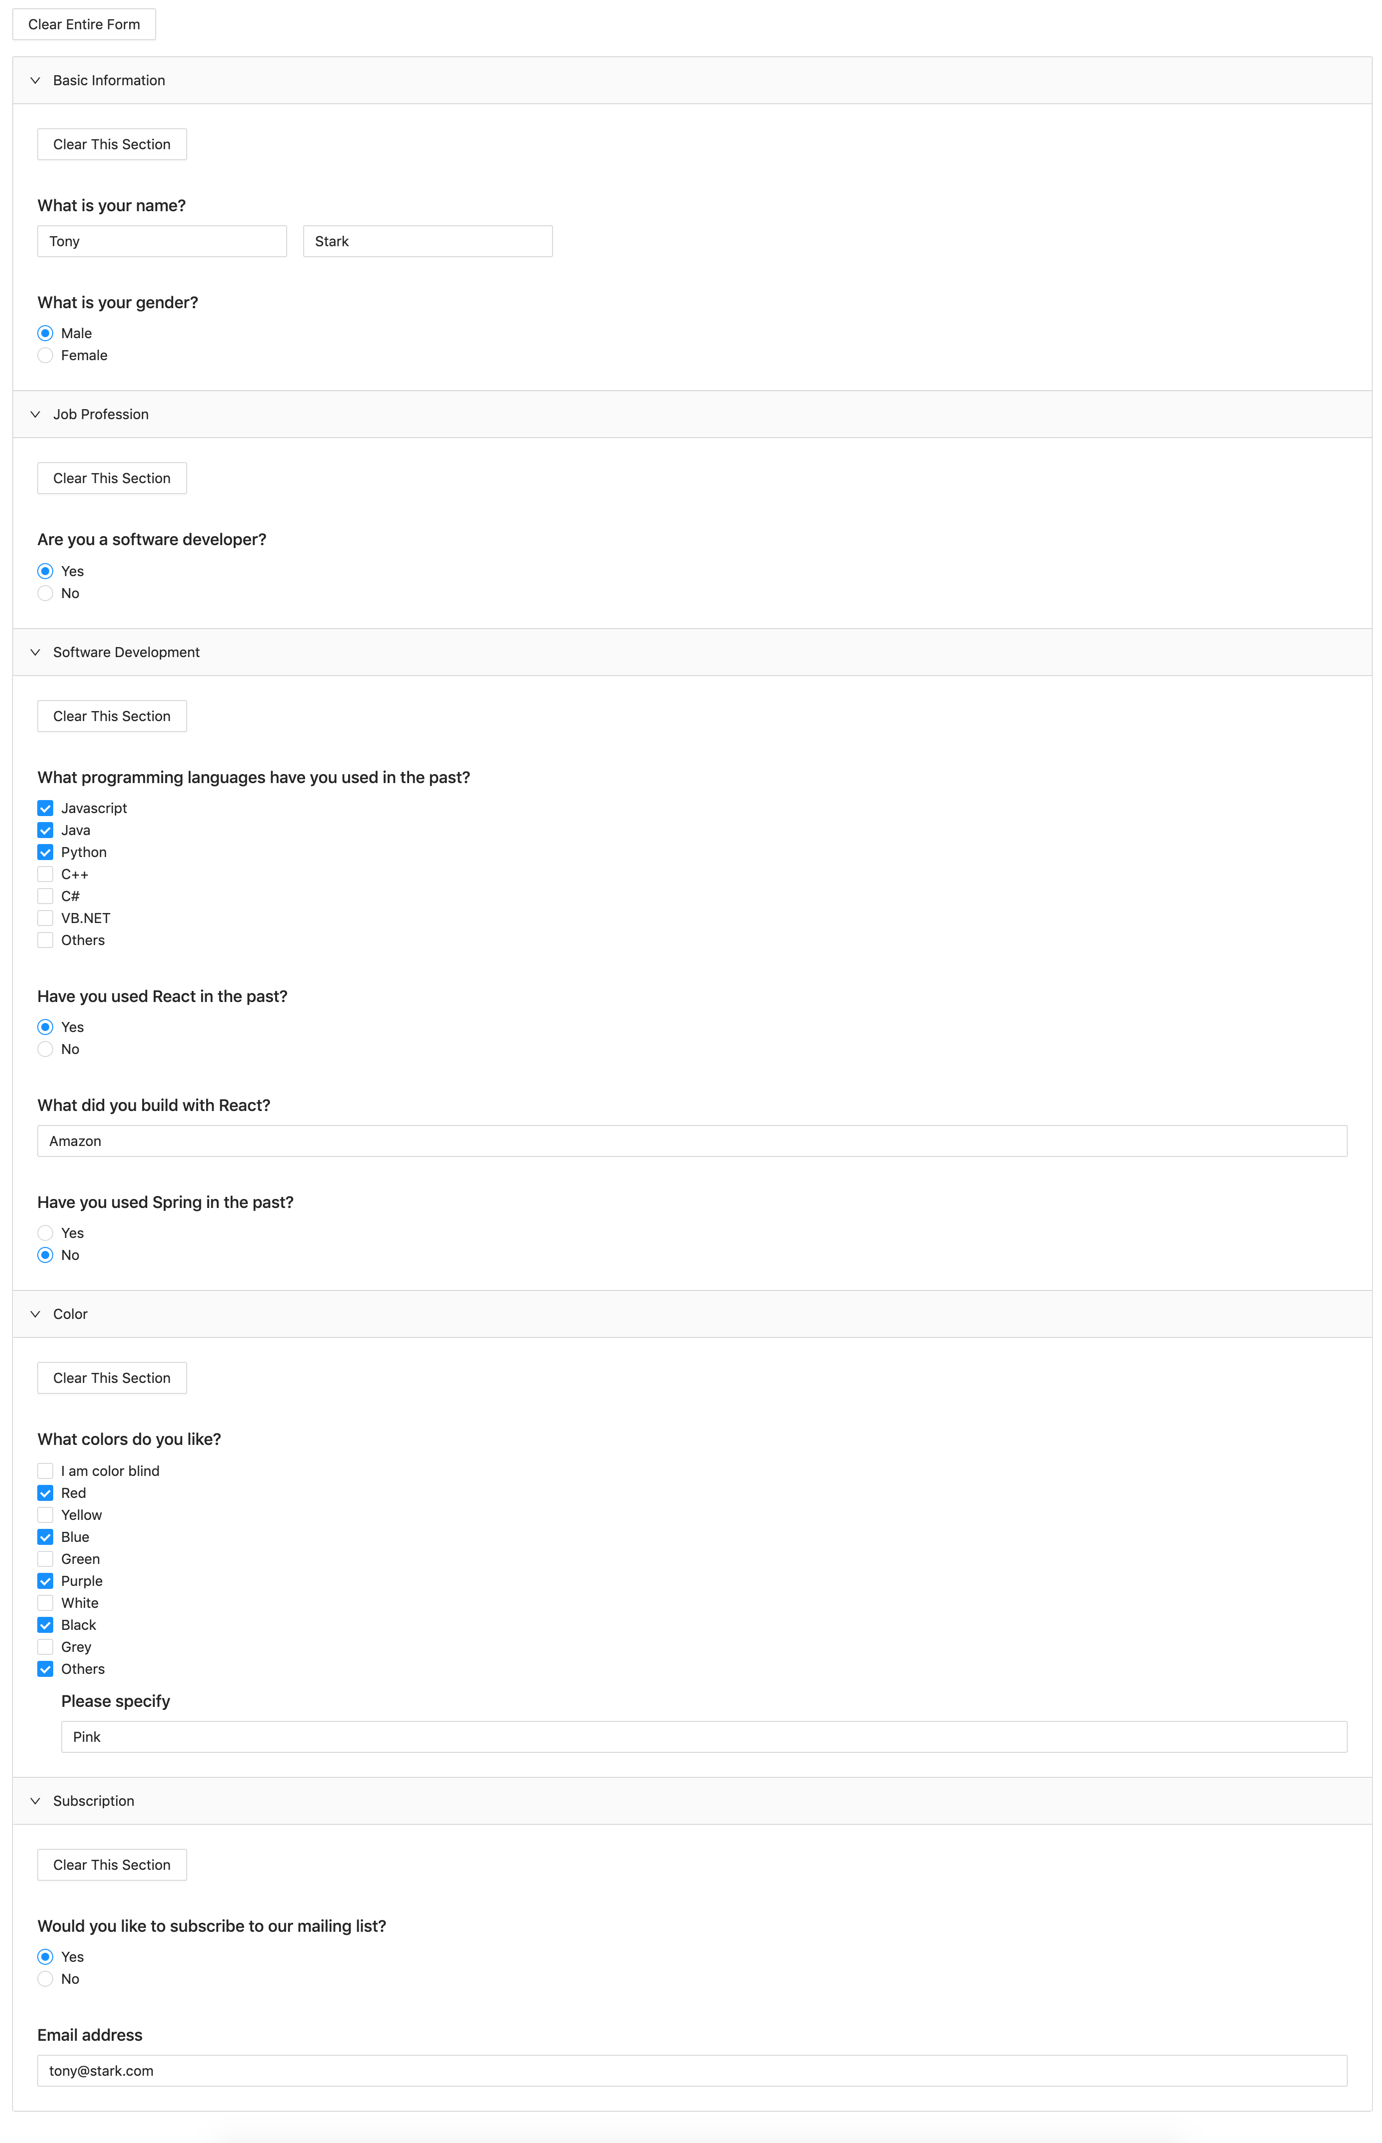 Clear Entire Form
Basic Information
Clear This Section
What is your name?
Tony Stark
What is your gender?
Male
Female
Job Profession
Clear This Section
Are you a software developer?
Yes
No
Software Development
Clear This Section
What programming languages have you used in the past?
Javascript
Java
Python
C++
C#
VB.NET
Others
Have you used React in the past?
Yes
No
What did you build with React?
Amazon
Have you used Spring in the past?
Yes
No
Color
Clear This Section
What colors do you like?
I am color blind
Red
Yellow
Blue
Green
Purple
White
Black
Grey
Others
Please specify
Pink
Subscription
Clear This Section
Would you like to subscribe to our mailing list?
Yes
No
Email address
tony@stark.com